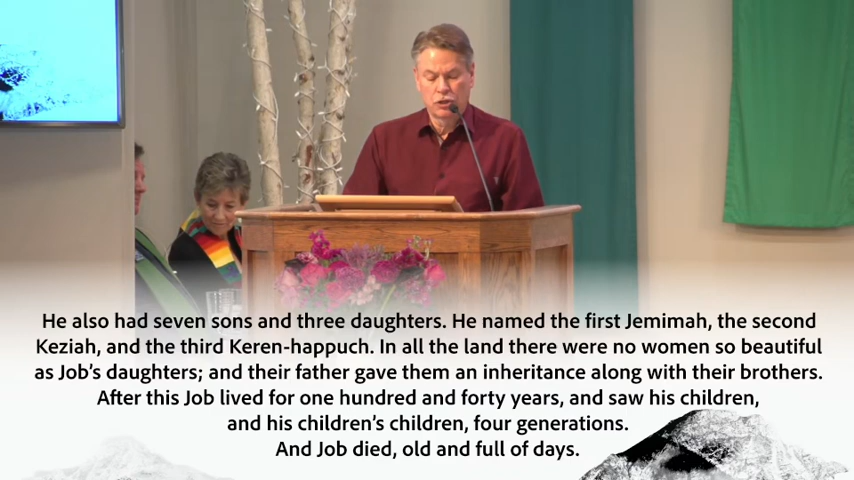 He also had seven sons and three daughters. He named the first Jemimah, the second
Keziah, and the third Keren-happuch. In all the land there were no women so beautiful
as Job's daughters; and their father gave them an inheritance along with their brothers.
After this Job lived for one hundred and forty years, and saw his children,
and his children's children, four generations.
And Job died, old and full of days.